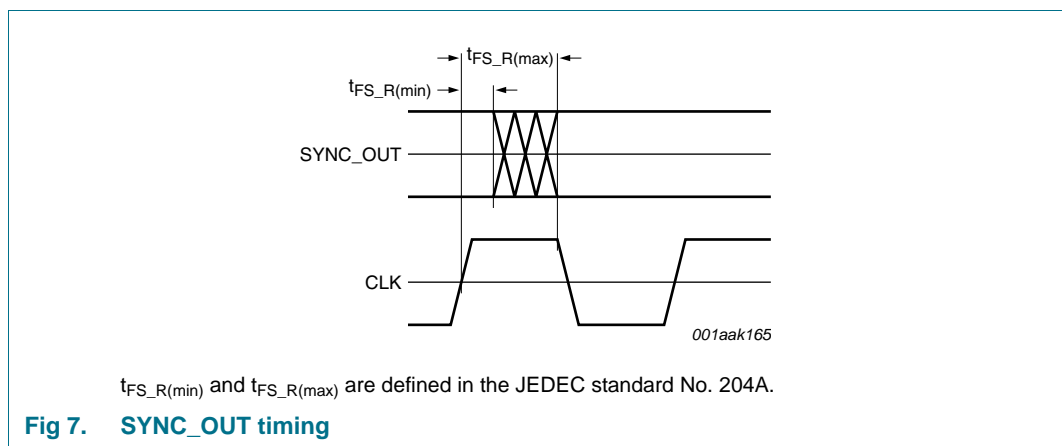 tFS_R(max)
tFS_R(min)
SYNC_OUT
CLK
001aak165
tFS_R(min) and tFS_R(max) are defined in the JEDEC standard No. 204A.
Fig 7. SYNC_OUT timing